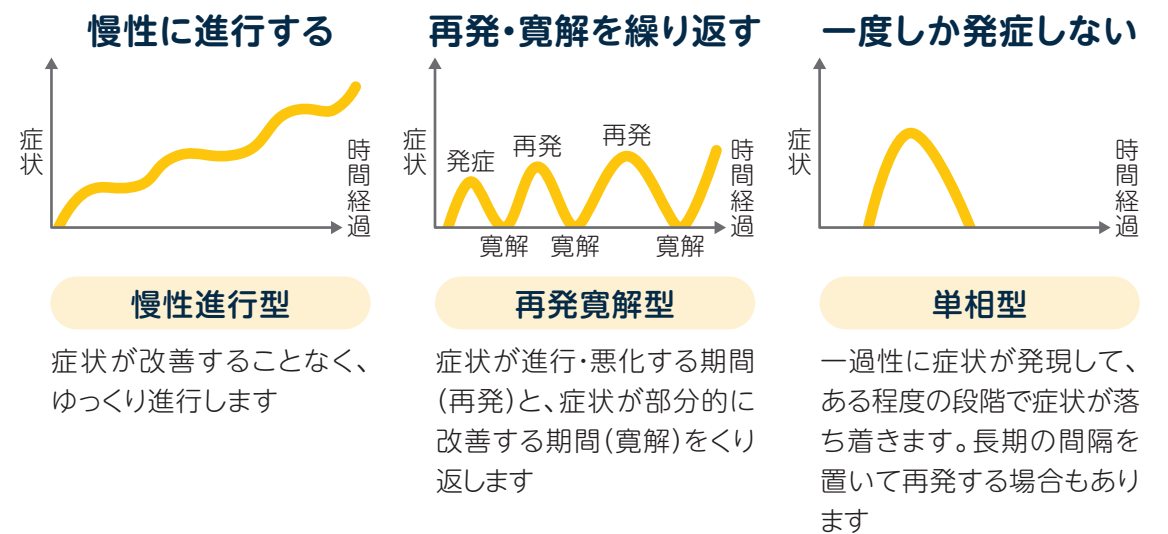 慢性に進行する
症状
時間経過
慢性進行型
症状が改善することなく、
ゆっくり進行します
再発・寛解を繰り返す
症状
発症
再発
再発
寛解
寛解
寛解
時間経過
再発寛解型
症状が進行・悪化する期間
(再発)と、症状が部分的に
改善する期間(寛解)をくり
返します
一度しか発症しない
症状
時間経過
単相型
一過性に症状が発現して、
ある程度の段階で症状が落
ち着きます。長期の間隔を
置いて再発する場合もあり
ます